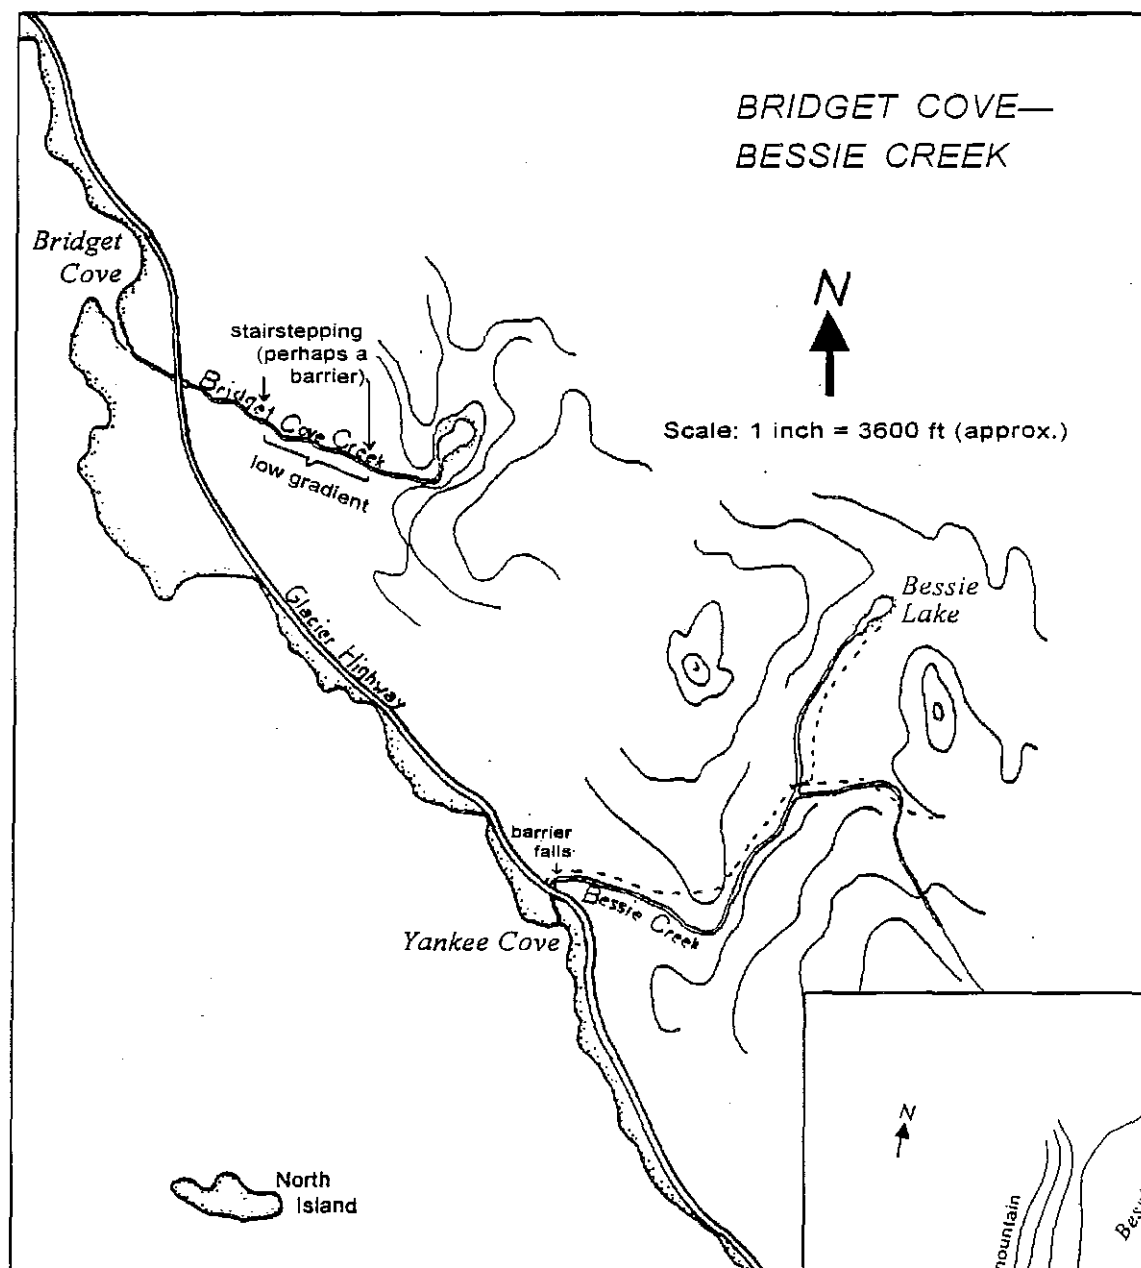 BRIDGET COVE—
BESSIE CREEK
Bridget
Cove
N
stairstepping
(perhaps a
barrier)
Bridget Cove Creek
low gradient
Scale: 1 inch = 3600 ft (approx.)
Bessie
Lake
Glacier Highway
barrier
falls
Bessie Creek
Yankee Cove
North
Island
N